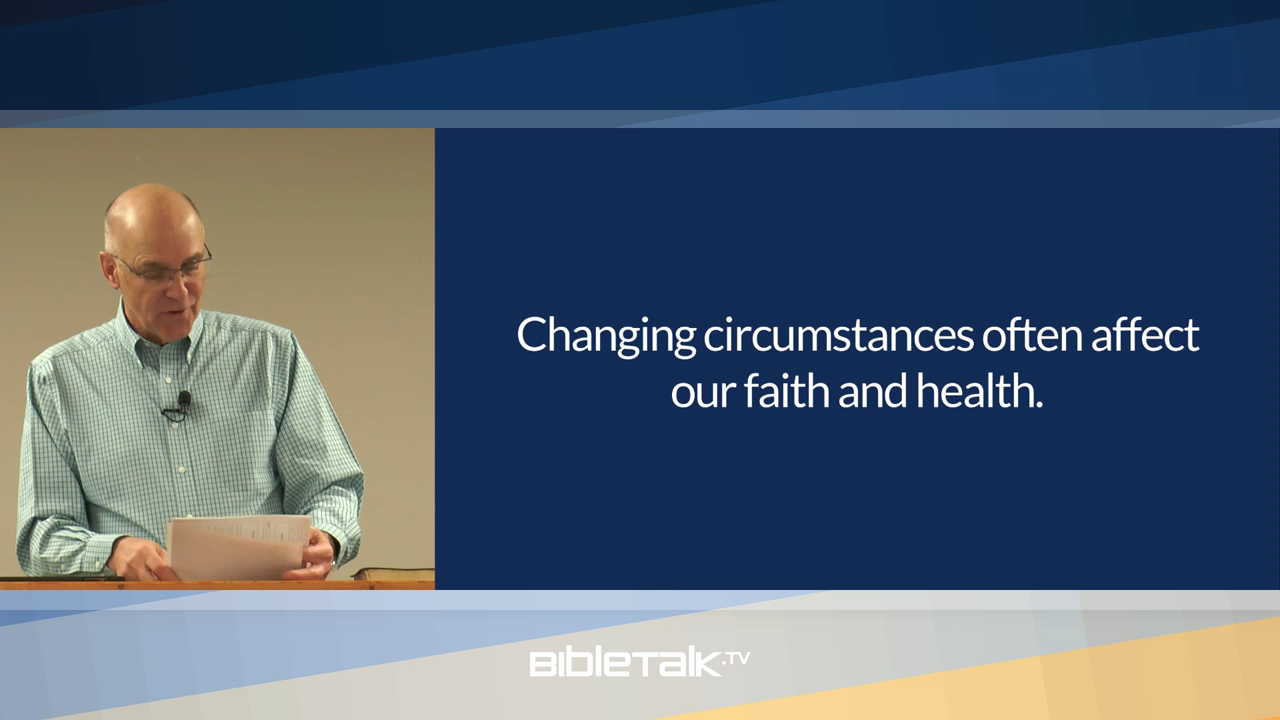 Changing circumstances often affect
our faith and health.
BibleTalk.TV